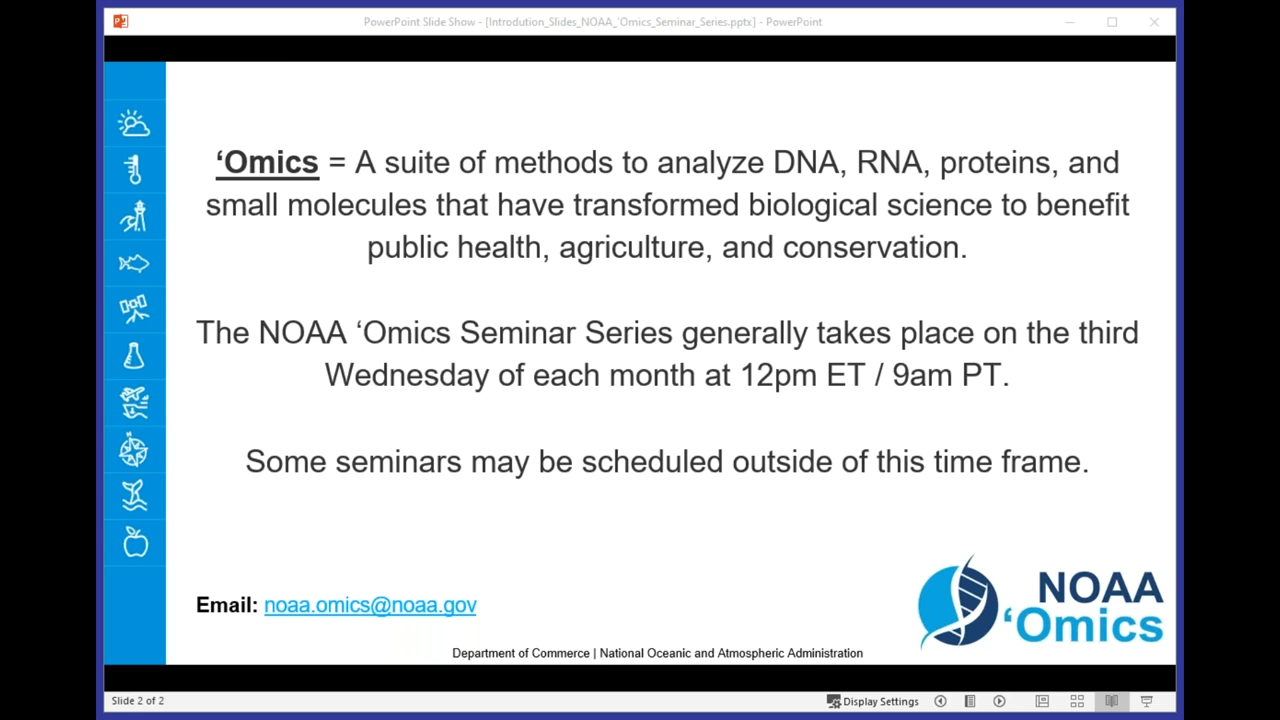 PowerPoint Slide Show - [Introdution_Slides_NOAA_'Omics_Seminar_Series.pptx] - PowerPoint
‘Omics = A suite of methods to analyze DNA, RNA, proteins, and
small molecules that have transformed biological science to benefit
public health, agriculture, and conservation.
The NOAA ‘Omics Seminar Series generally takes place on the third
Wednesday of each month at 12pm ET / 9am PT.
Some seminars may be scheduled outside of this time frame.
Email: noaa.omics@noaa.gov
NOAA
‘Omics
Department of Commerce | National Oceanic and Atmospheric Administration
Slide 2 of 2
Display Settings